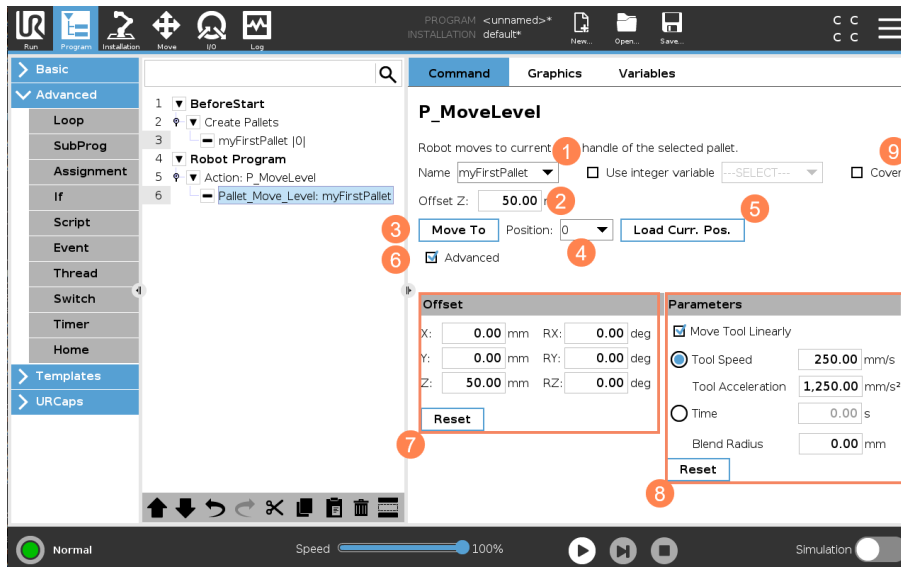 PROGRAM <unnamed>*
INSTALLATION default*
Run Program Installation Move I/O Log New... Open... Save...
C C
C C
Basic
Advanced
Loop
SubProg
Assignment
If
Script
Event
Thread
Switch
Timer
Home
Templates
URCaps
1 BeforeStart
2 Create Pallets
3 myFirstPallet |0|
4 Robot Program
5 Action: P_MoveLevel
6 Pallet_Move_Level: myFirstPallet
Command Graphics Variables
P_MoveLevel
Robot moves to current handle of the selected pallet.
1
9
Name myFirstPallet Use integer variable ---SELECT--- Cover
Offset Z: 50.00
2
5
3 Move To Position: 0 Load Curr. Pos.
4
6 Advanced
Offset
X: 0.00 mm RX: 0.00 deg
Y: 0.00 mm RY: 0.00 deg
Z: 50.00 mm RZ: 0.00 deg
Reset
7
Parameters
Move Tool Linearly
Tool Speed 250.00 mm/s
Tool Acceleration 1,250.00 mm/s²
Time 0.00 s
Blend Radius 0.00 mm
Reset
8
Normal Speed 100% Simulation